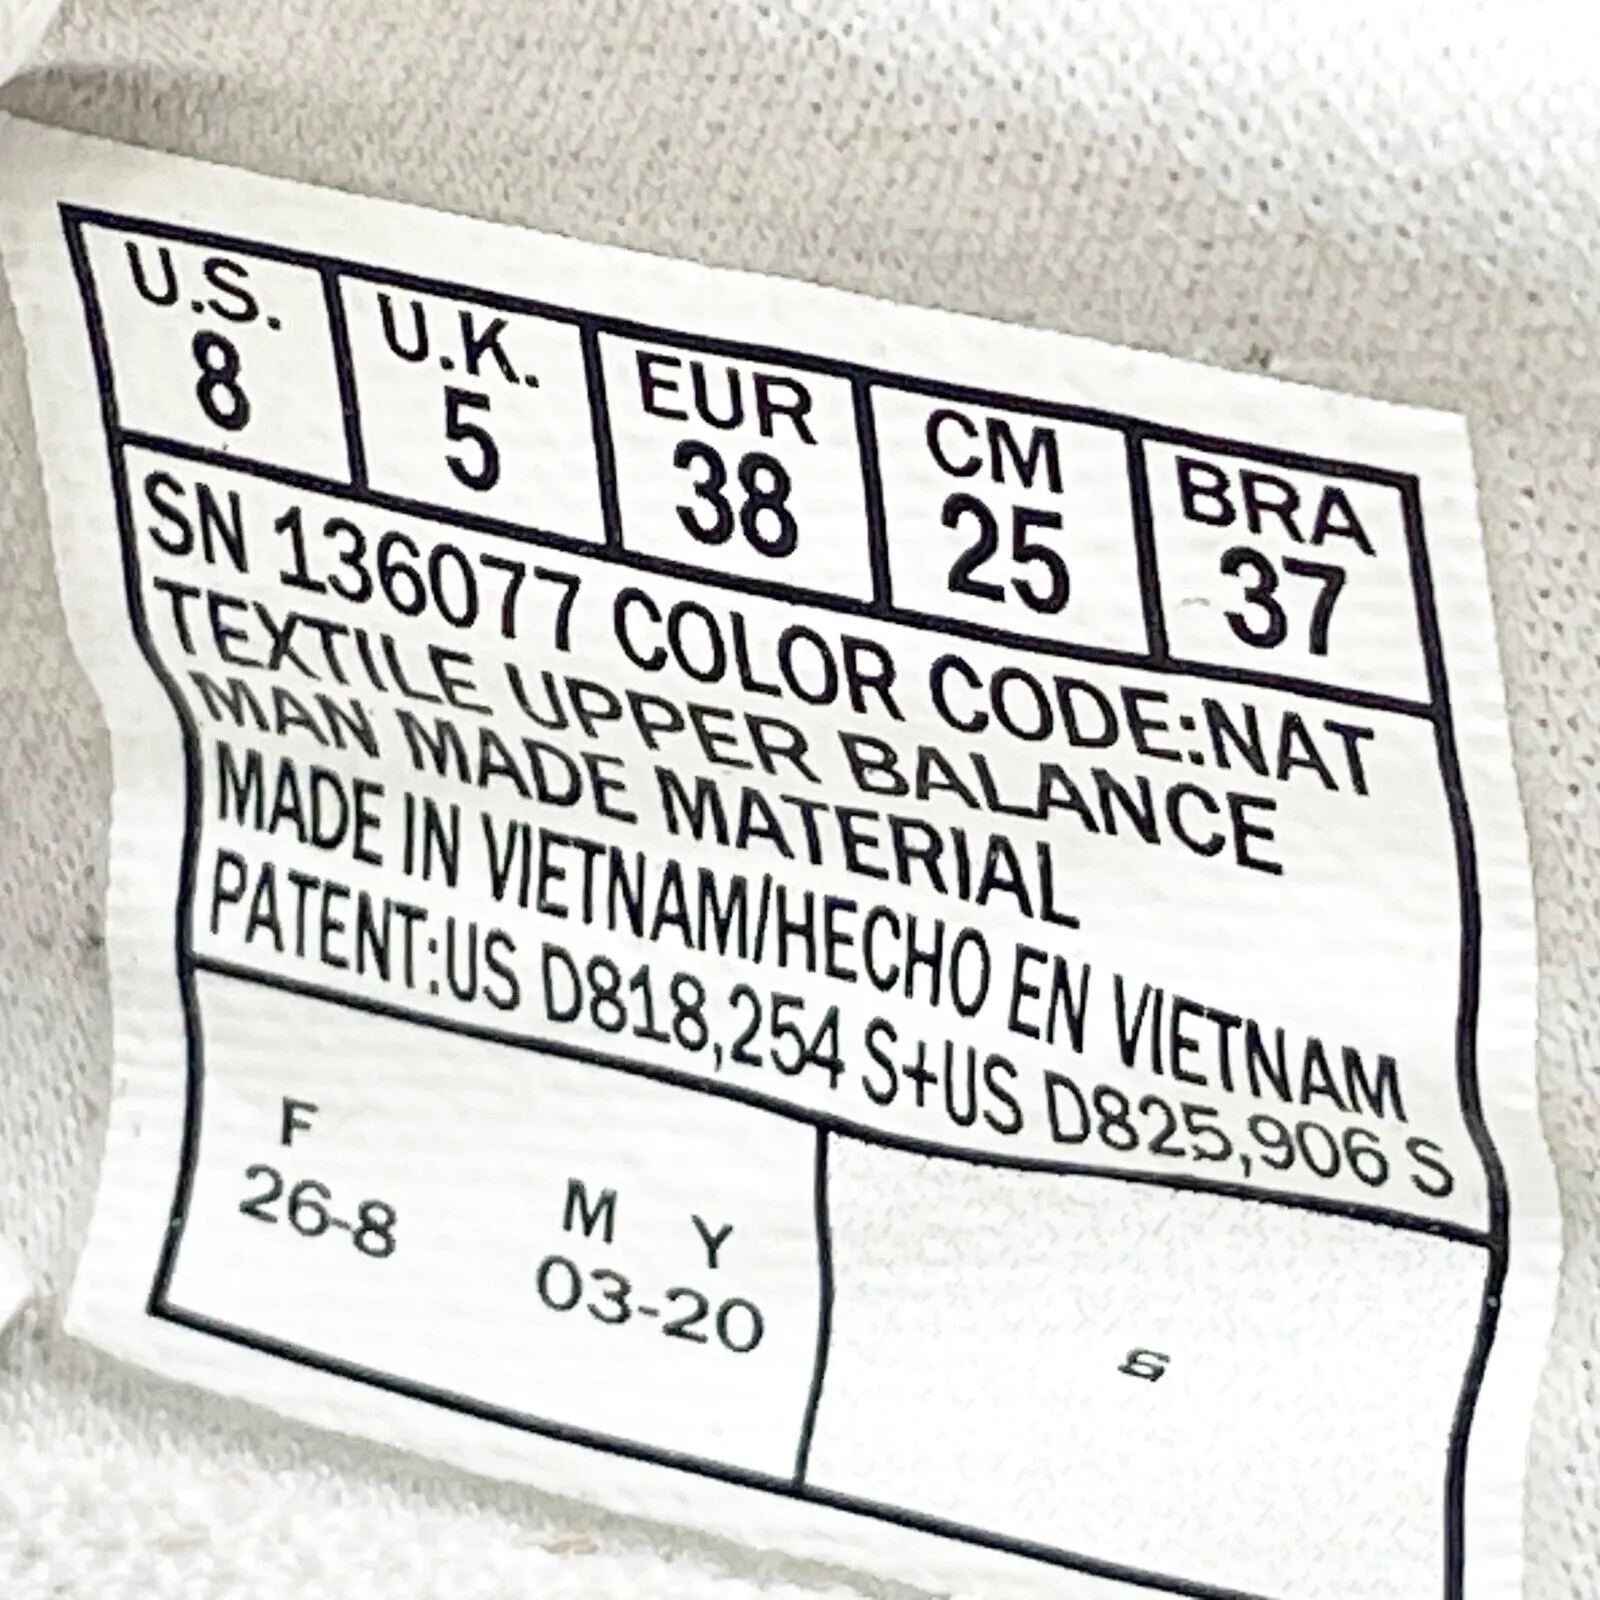 U.S. U.K. EUR CM BRA
8 5 38 25 37
SN 136077 COLOR CODE:NAT
TEXTILE UPPER BALANCE
MAN MADE MATERIAL
MADE IN VIETNAM/HECHO EN VIETNAM
PATENT:US D818,254 S+US D825,906 S
F M Y
26-8 03-20